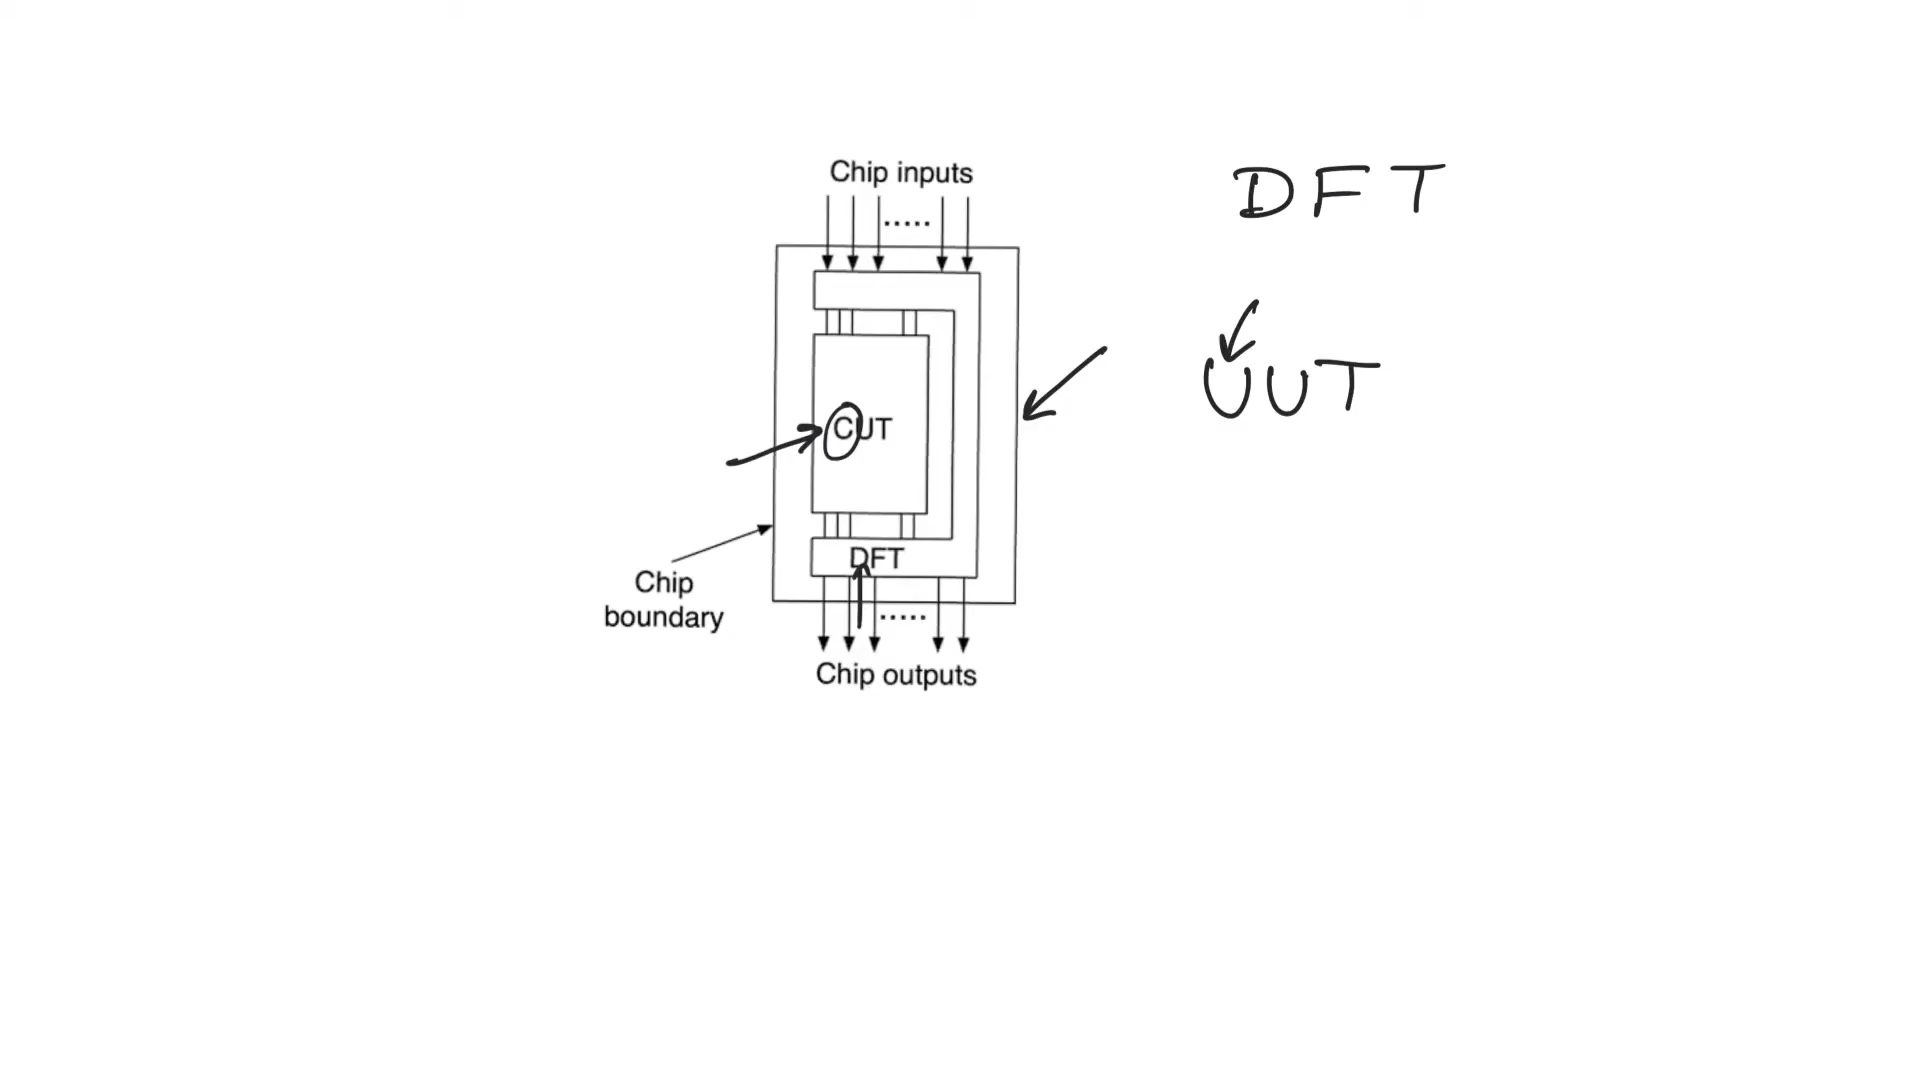 Chip inputs
.....
DFT
UUT
CUT
DFT
Chip
boundary
.....
Chip outputs